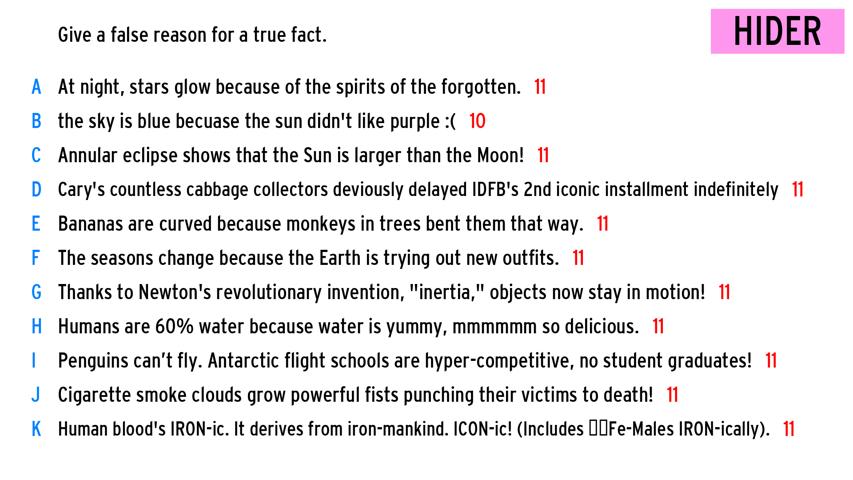 Give a false reason for a true fact.
HIDER
A At night, stars glow because of the spirits of the forgotten. 11
B the sky is blue becuase the sun didn't like purple :( 10
C Annular eclipse shows that the Sun is larger than the Moon! 11
D Cary's countless cabbage collectors deviously delayed IDFB's 2nd iconic installment indefinitely 11
E Bananas are curved because monkeys in trees bent them that way. 11
F The seasons change because the Earth is trying out new outfits. 11
G Thanks to Newton's revolutionary invention, "inertia," objects now stay in motion! 11
H Humans are 60% water because water is yummy, mmmmmm so delicious. 11
I Penguins can’t fly. Antarctic flight schools are hyper-competitive, no student graduates! 11
J Cigarette smoke clouds grow powerful fists punching their victims to death! 11
K Human blood's IRON-ic. It derives from iron-mankind. ICON-ic! (Includes Fe-Males IRON-ically). 11